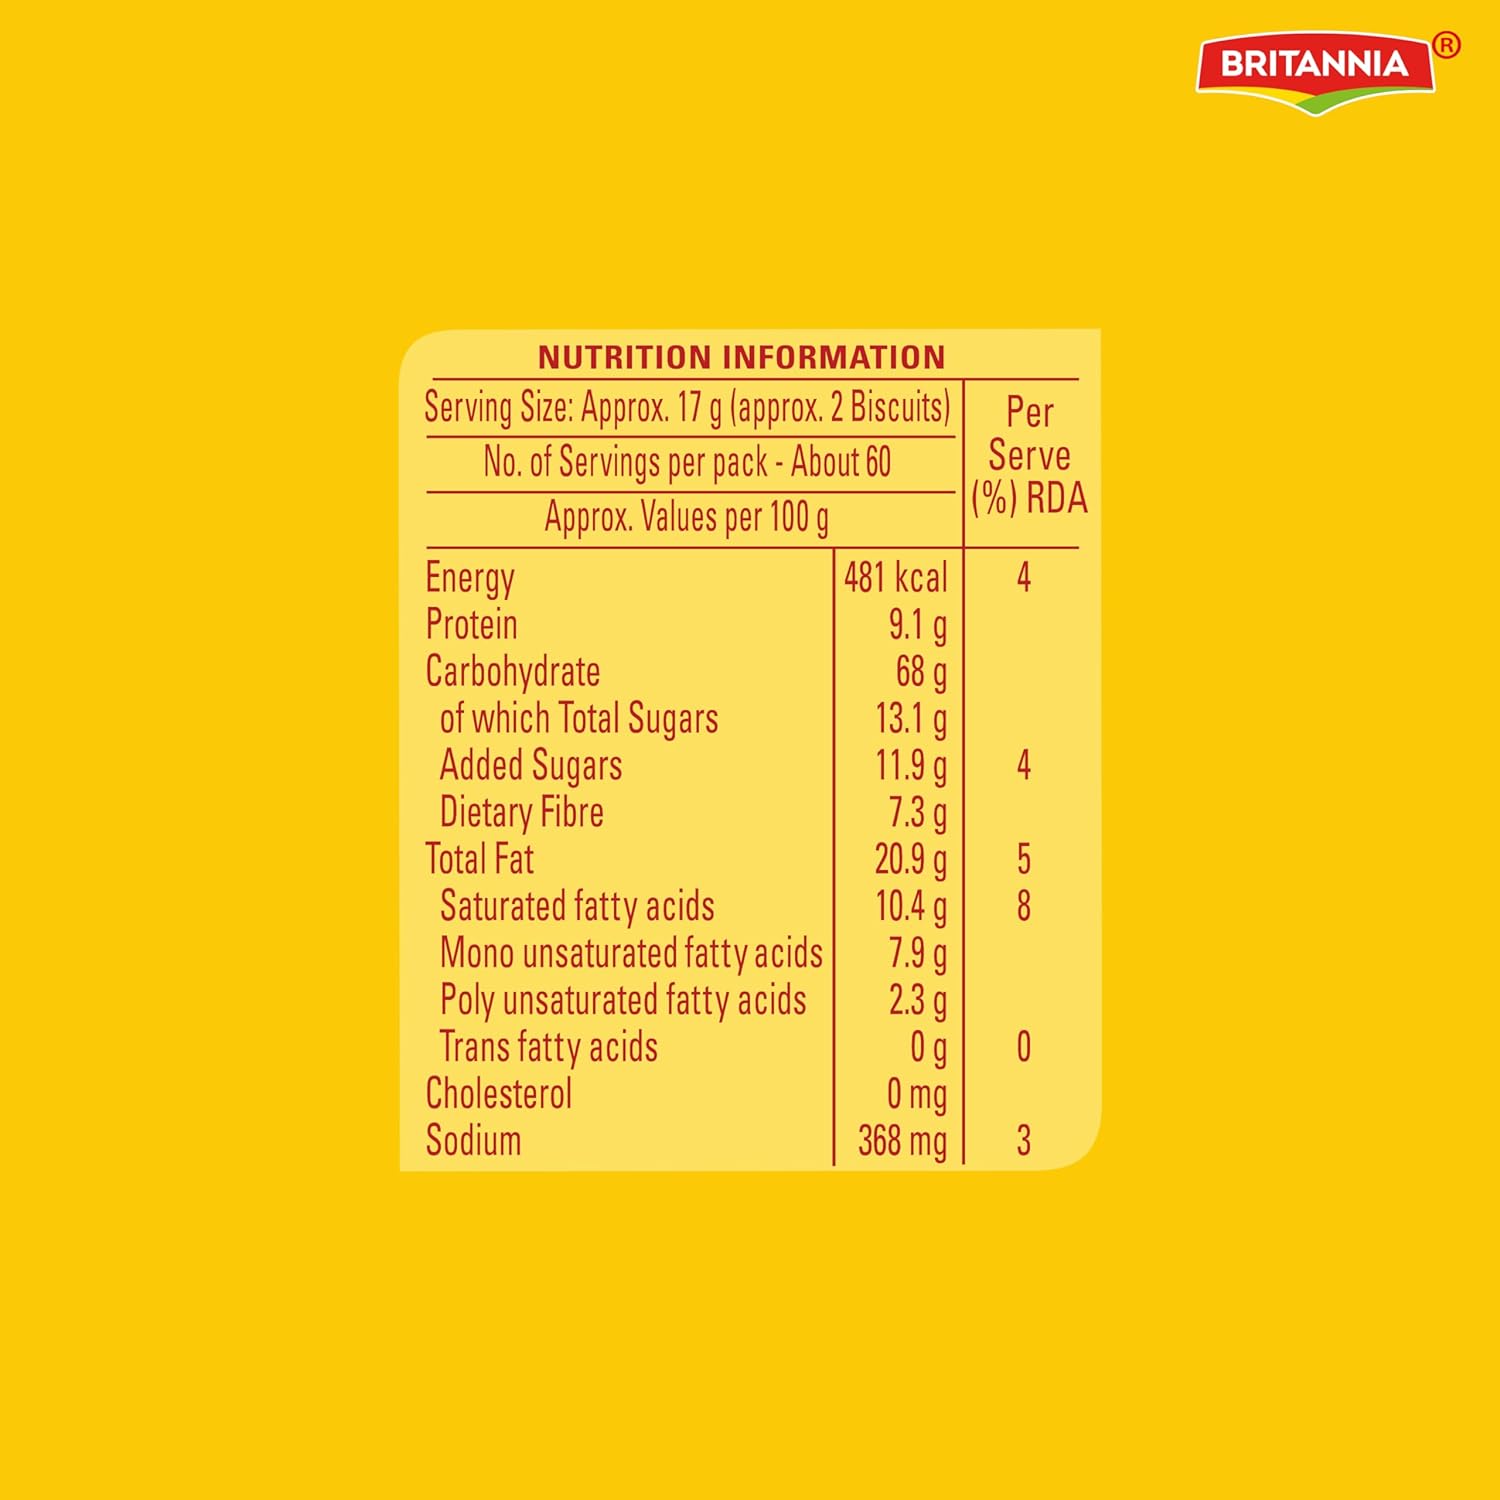 BRITANNIA ®
NUTRITION INFORMATION
Serving Size: Approx. 17 g (approx. 2 Biscuits)
No. of Servings per pack - About 60
Approx. Values per 100 g
Per
Serve
(%) RDA
Energy 481 kcal 4
Protein 9.1 g
Carbohydrate 68 g
of which Total Sugars 13.1 g
Added Sugars 11.9 g 4
Dietary Fibre 7.3 g
Total Fat 20.9 g 5
Saturated fatty acids 10.4 g 8
Mono unsaturated fatty acids 7.9 g
Poly unsaturated fatty acids 2.3 g
Trans fatty acids 0 g 0
Cholesterol 0 mg
Sodium 368 mg 3